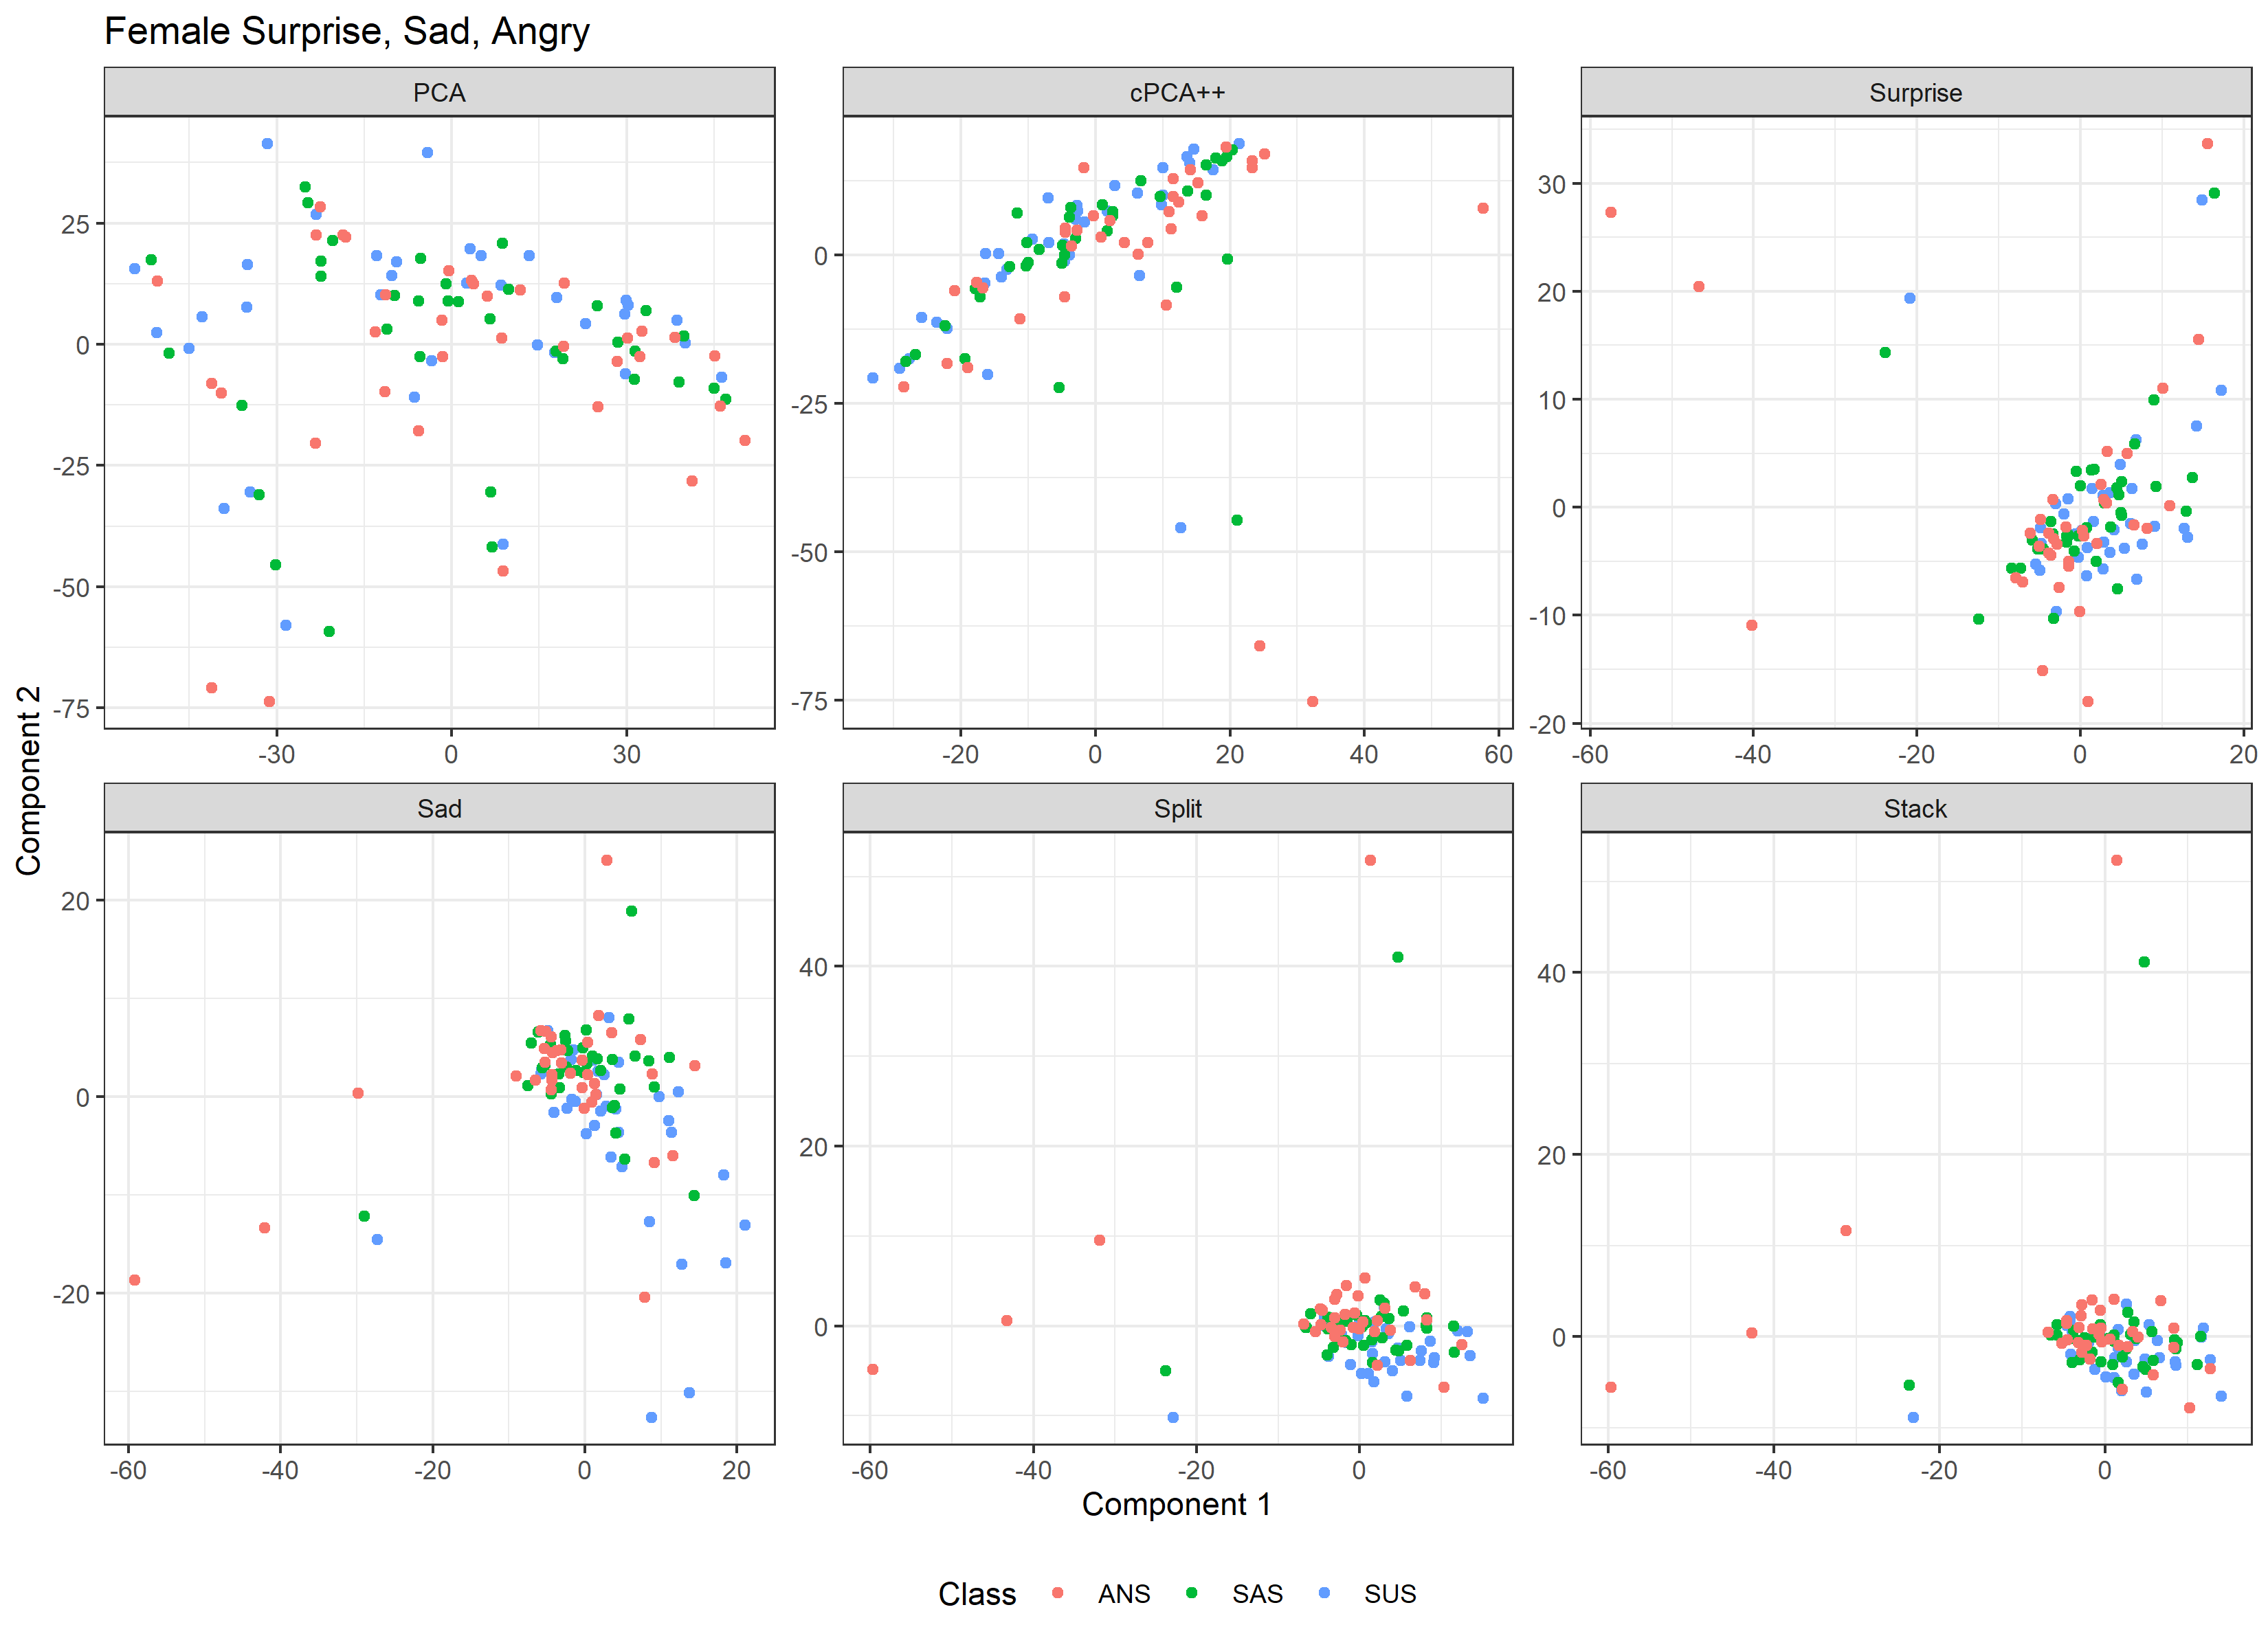 Female Surprise, Sad, Angry
PCA
cPCA++
Surprise
25
0
-25
-50
-75
-30 0 30
0
-25
-50
-75
-20 0 20 40 60
30
20
10
0
-10
-20
-60 -40 -20 0 20
Component 2
Sad
Split
Stack
20
0
-20
-60 -40 -20 0 20
40
20
0
-60 -40 -20 0
40
20
0
-60 -40 -20 0
Component 1
Class ANS SAS SUS